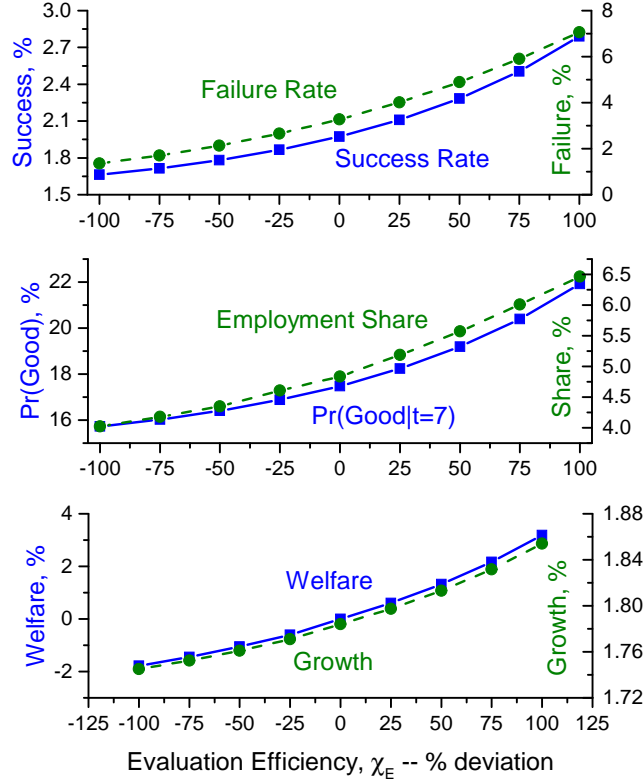 3.0
2.7
2.4
2.1
1.8
1.5
Success, %
8
6
4
2
0
Failure, %
Failure Rate
Success Rate
-100 -75 -50 -25 0 25 50 75 100
22
20
18
16
Pr(Good), %
6.5
6.0
5.5
5.0
4.5
4.0
Share, %
Employment Share
Pr(Good|t=7)
-100 -75 -50 -25 0 25 50 75 100
4
2
0
-2
Welfare, %
1.88
1.84
1.80
1.76
1.72
Growth, %
Welfare
Growth
-125 -100 -75 -50 -25 0 25 50 75 100 125
Evaluation Efficiency, χ_E -- % deviation